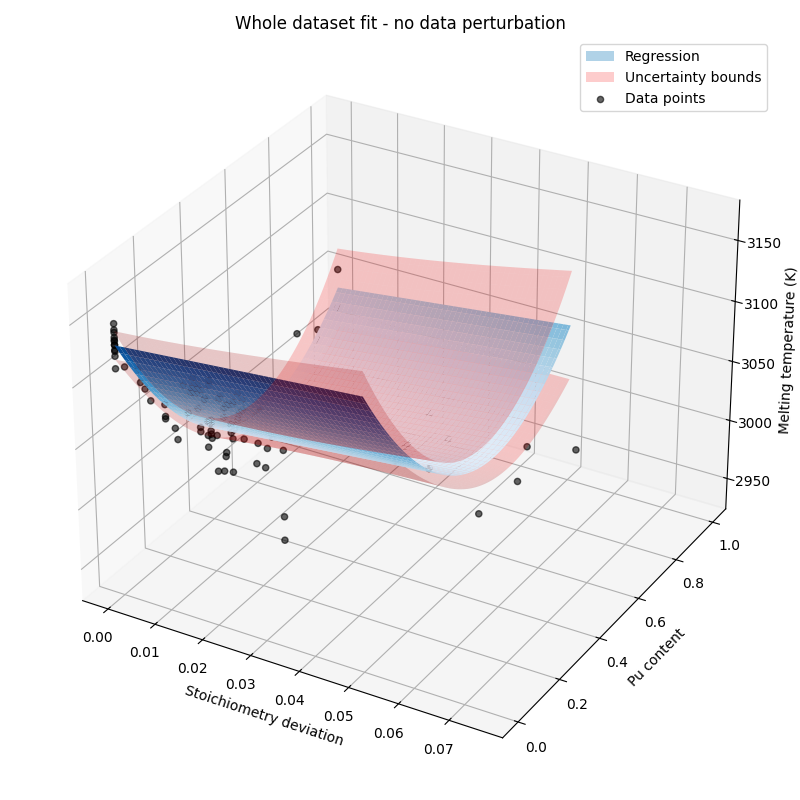 Whole dataset fit - no data perturbation
Regression
Uncertainty bounds
Data points
3150
3100
3050
3000
2950
Melting temperature (K)
1.0
0.8
0.6
0.4
0.2
0.0
Pu content
0.00
0.01
0.02
0.03
0.04
0.05
0.06
0.07
Stoichiometry deviation